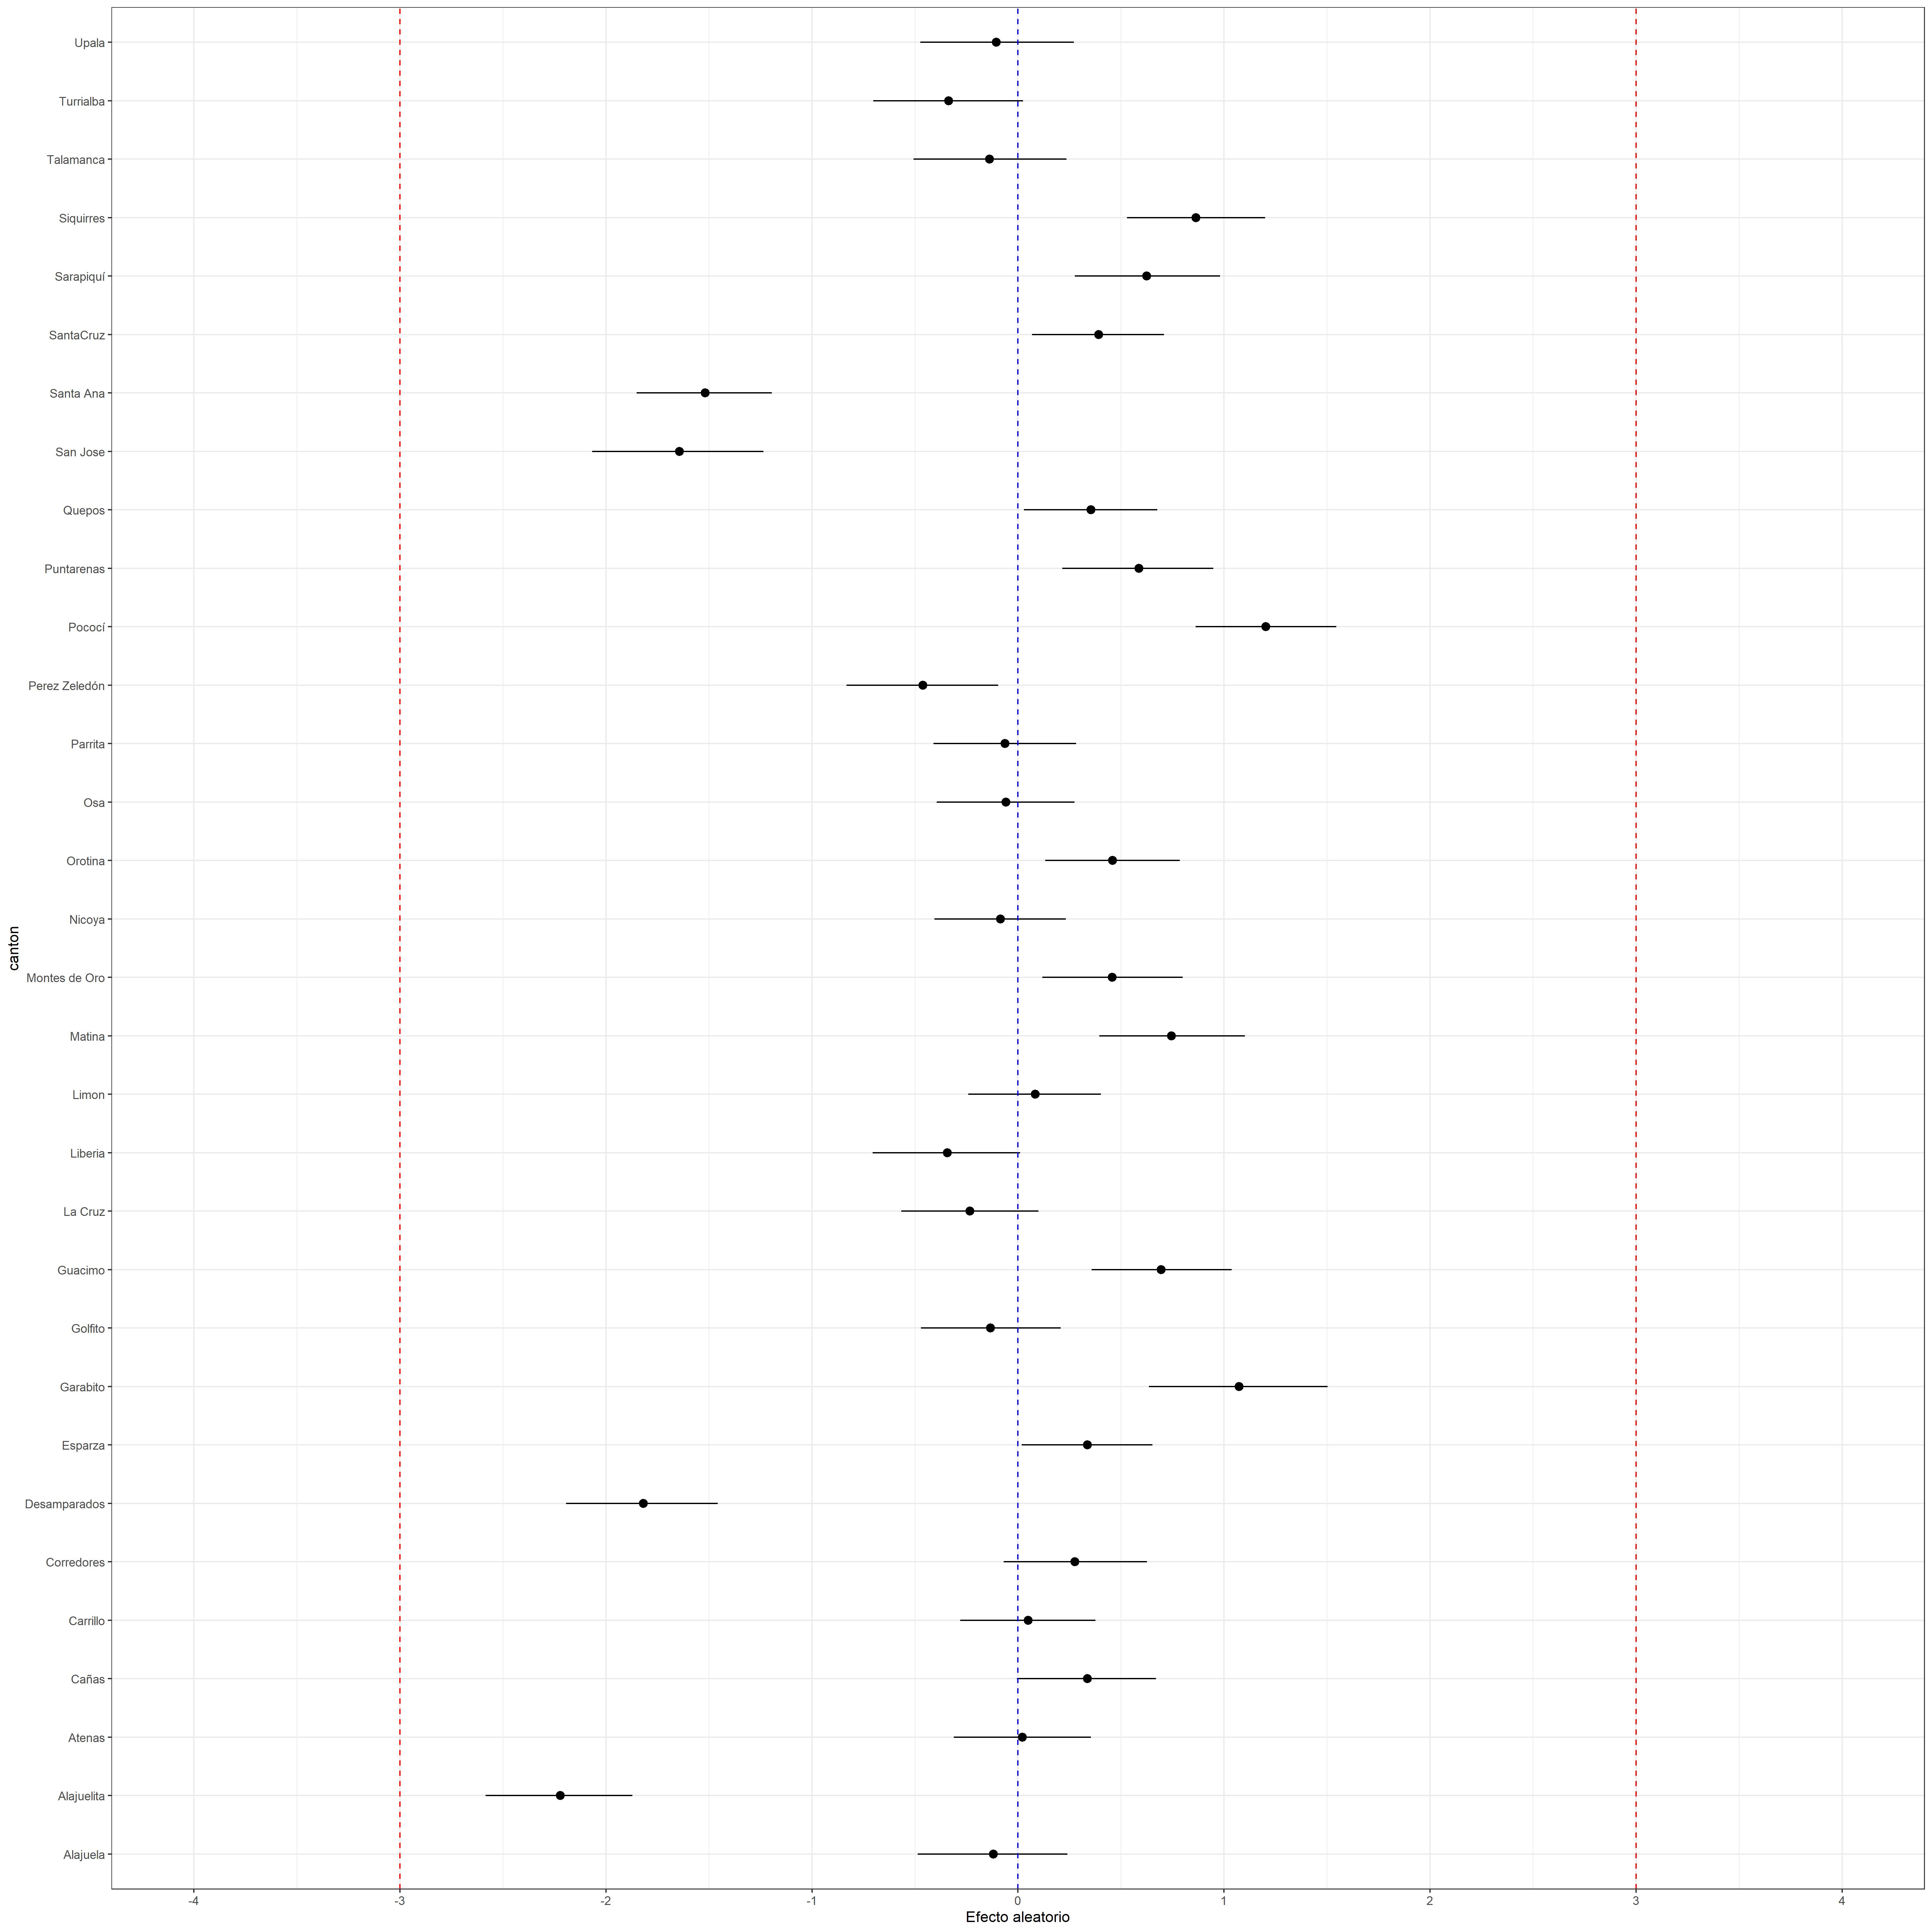 Upala
Turrialba
Talamanca
Siquirres
Sarapiquí
SantaCruz
Santa Ana
San Jose
Quepos
Puntarenas
Pococí
Perez Zeledón
Parrita
Osa
Orotina
Nicoya
canton
Montes de Oro
Matina
Limon
Liberia
La Cruz
Guacimo
Golfito
Garabito
Esparza
Desamparados
Corredores
Carrillo
Cañas
Atenas
Alajuelita
Alajuela
-4 -3 -2 -1 0 1 2 3 4
Efecto aleatorio